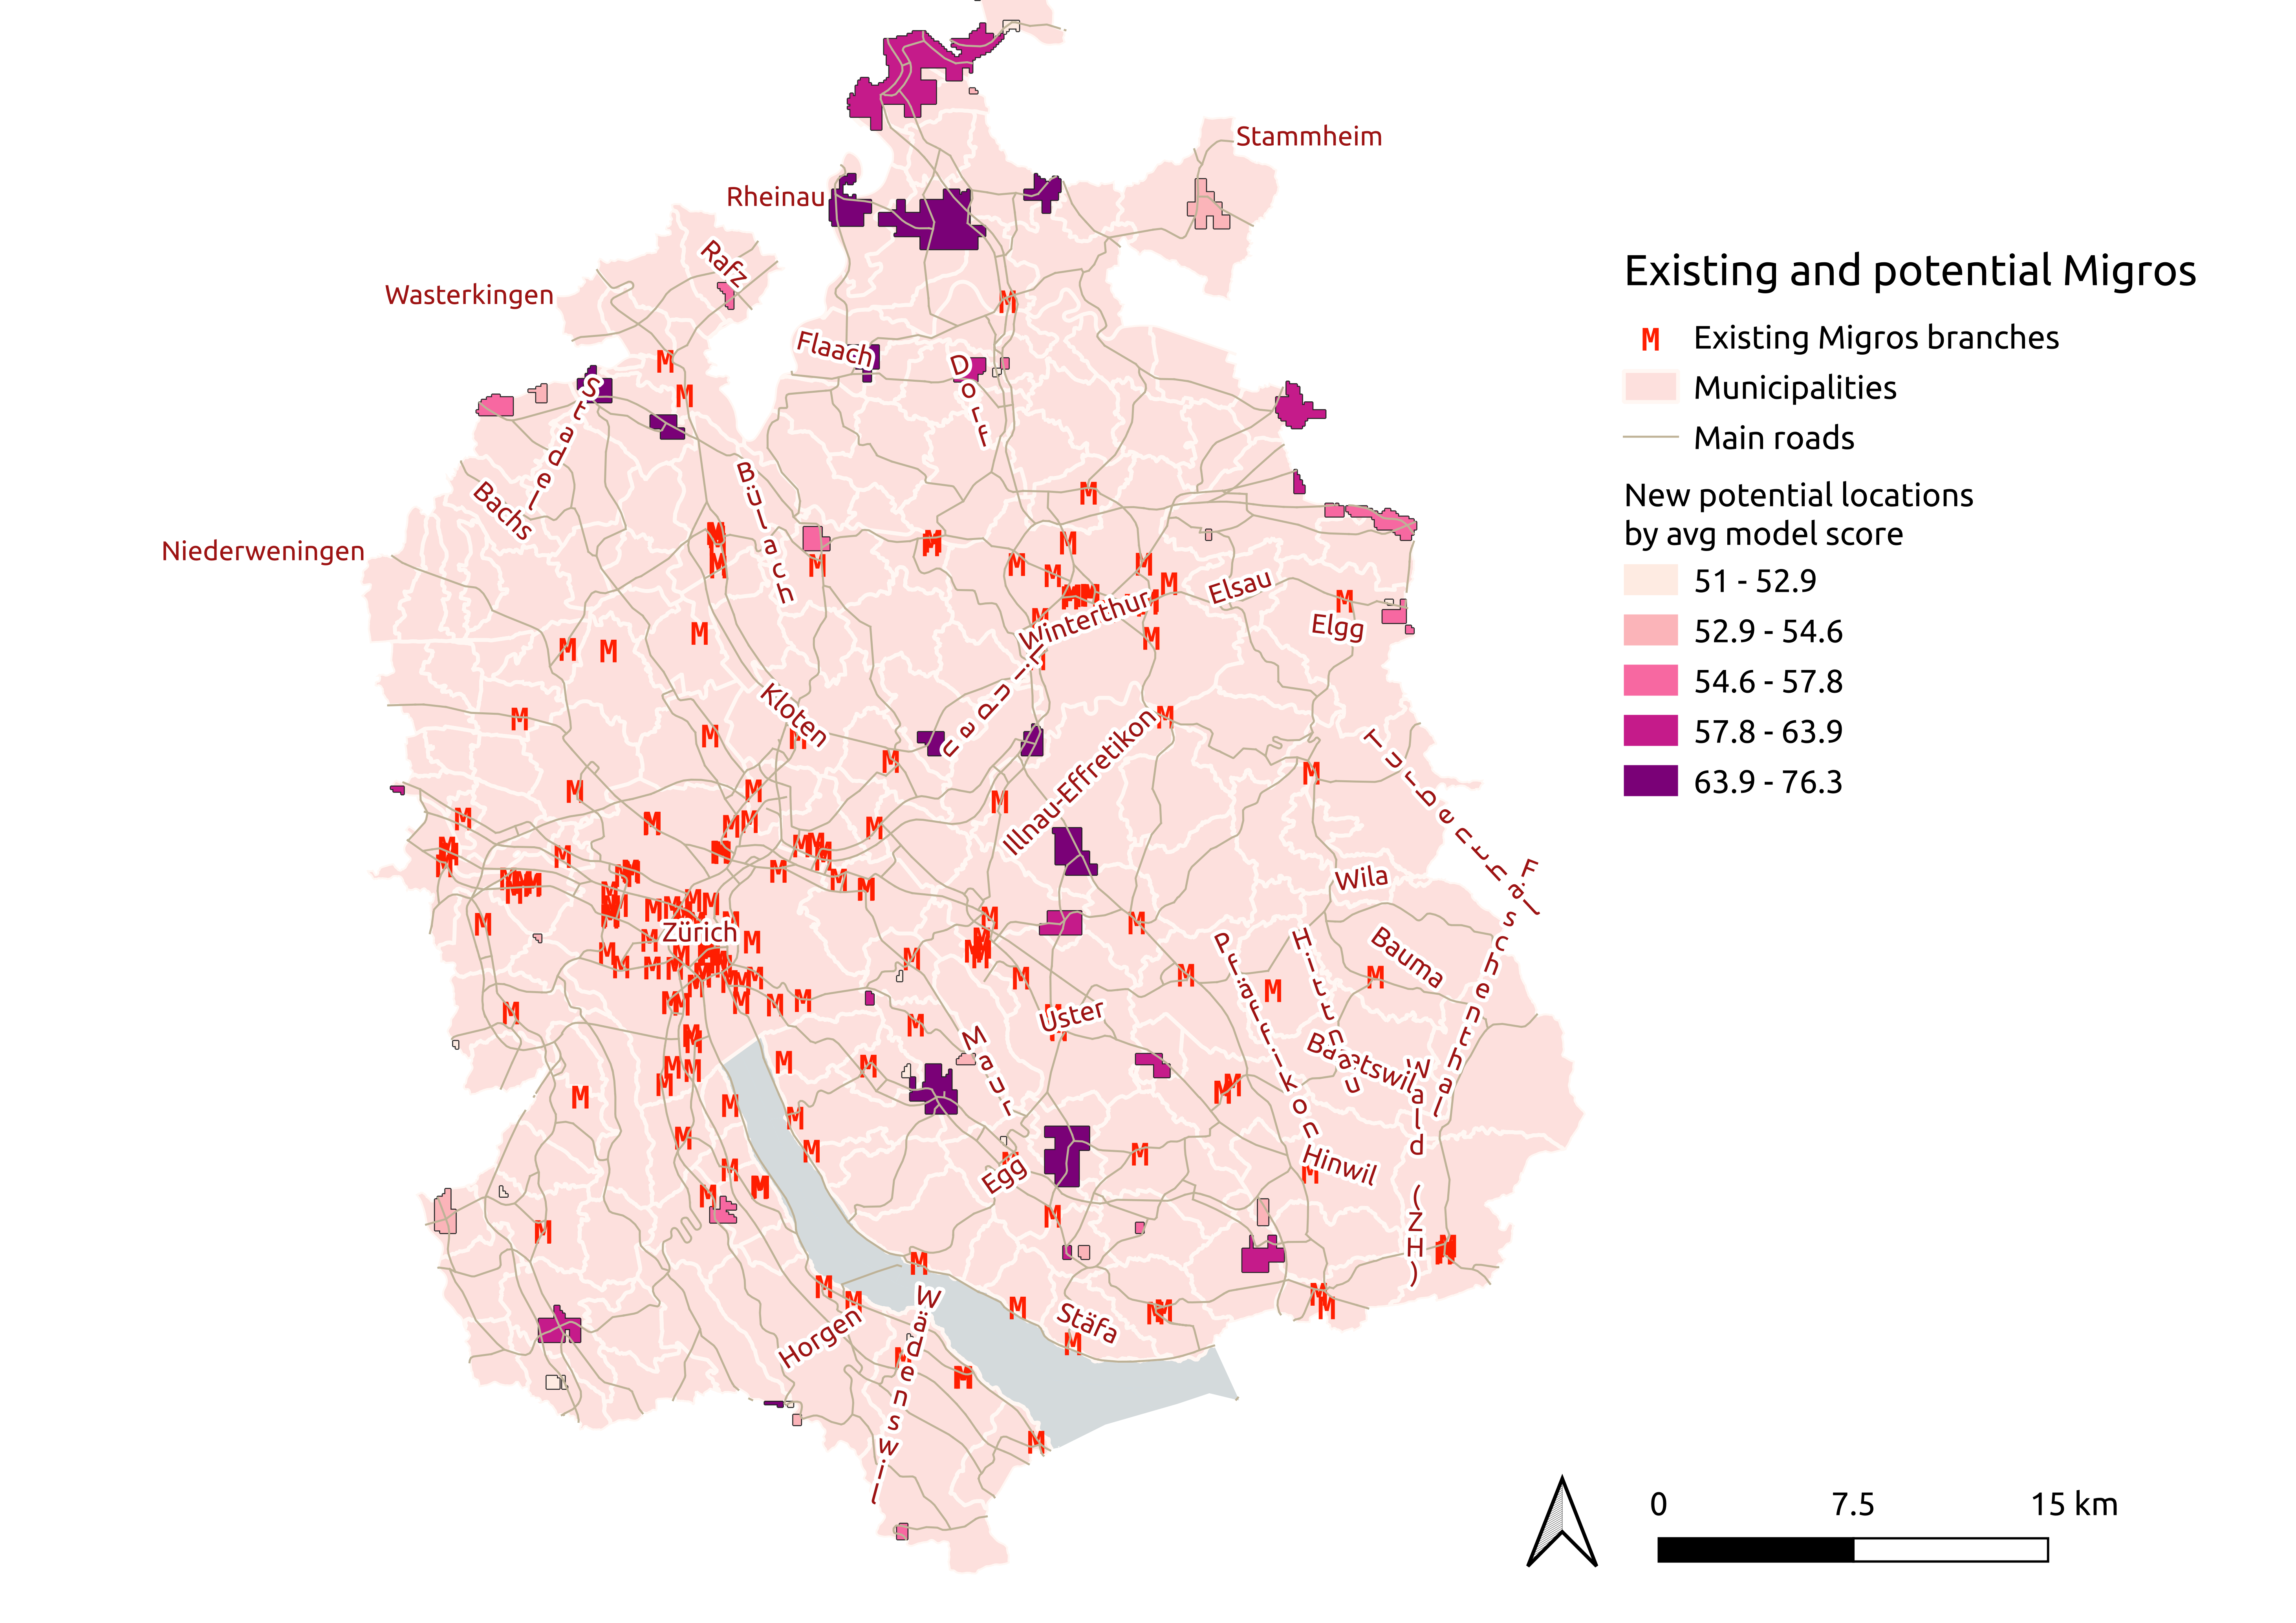 Stammheim
Rheinau
Rafz
Wasterkingen
Flaach
Dorf
Stadel
Bachs
Bülach
Niederweningen
Elsau
Winterthur
Elgg
Lindau
Kloten
Illnau-Effretikon
Turbenthal
Wila
Fischenthal
Zürich
Pfäffikon
Hittnau
Bauma
Uster
Maur
Baeretswil
Wald (ZH)
Hinwil
Egg
Wädenswil
Horgen
Stäfa
Existing and potential Migros
M Existing Migros branches
Municipalities
Main roads
New potential locations
by avg model score
51 - 52.9
52.9 - 54.6
54.6 - 57.8
57.8 - 63.9
63.9 - 76.3
0 7.5 15 km